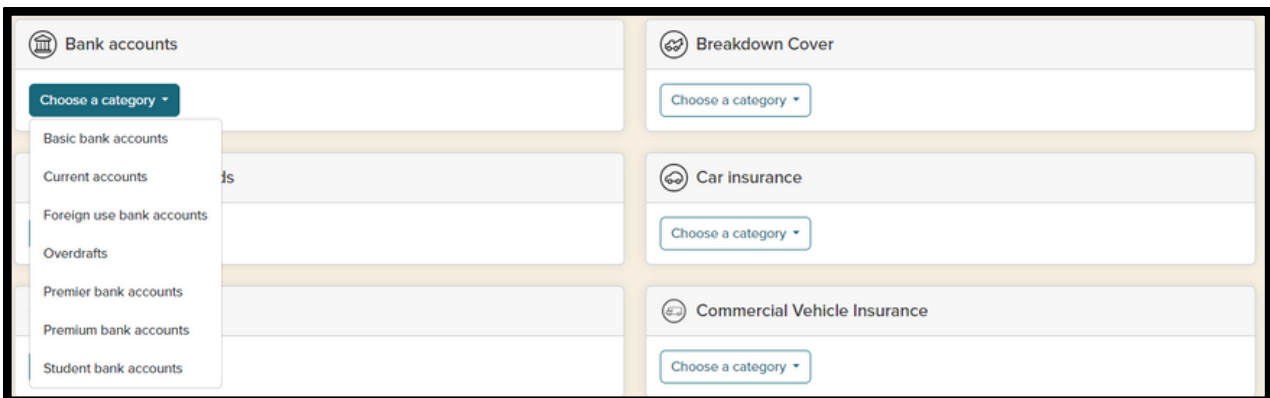 Bank accounts
Breakdown Cover
Choose a category
Choose a category
Basic bank accounts
Current accounts
Car insurance
Foreign use bank accounts
Choose a category
Overdrafts
Premier bank accounts
Commercial Vehicle Insurance
Premium bank accounts
Student bank accounts
Choose a category